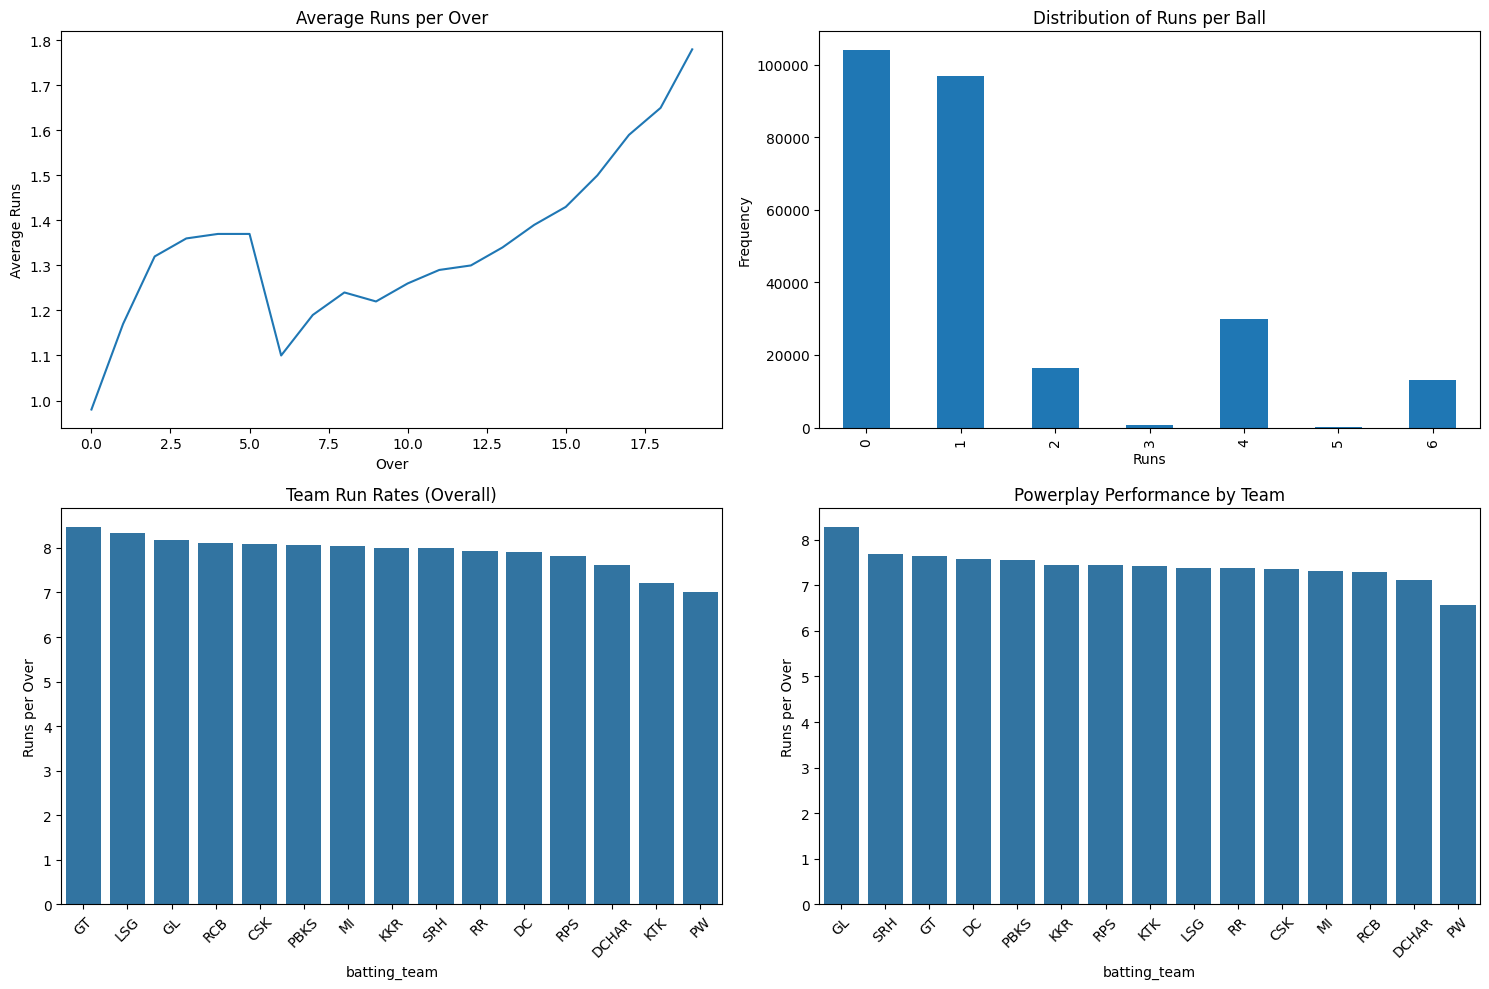 Average Runs per Over
1.8
1.7
1.6
1.5
1.4
1.3
1.2
1.1
1.0
Average Runs
0.0 2.5 5.0 7.5 10.0 12.5 15.0 17.5
Over
Distribution of Runs per Ball
100000
80000
60000
40000
20000
0
Frequency
0 1 2 3 4 5 6
Runs
Team Run Rates (Overall)
8
7
6
5
4
3
2
1
0
Runs per Over
GT LSG GL RCB CSK PBKS MI KKR SRH RR DC RPS DCHAR KTK PW
batting_team
Powerplay Performance by Team
8
7
6
5
4
3
2
1
0
Runs per Over
GL SRH GT DC PBKS KKR RPS KTK LSG RR CSK MI RCB DCHAR PW
batting_team